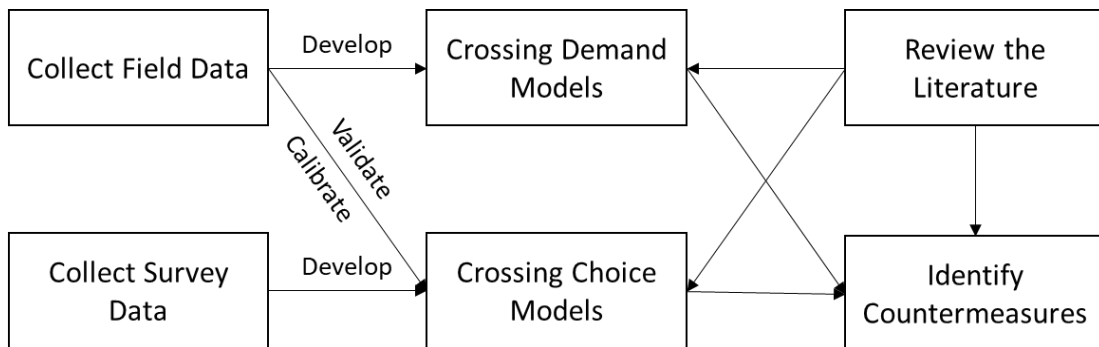 Collect Field Data
Develop
Crossing Demand
Models
Review the
Literature
Validate
Calibrate
Collect Survey
Data
Develop
Crossing Choice
Models
Identify
Countermeasures